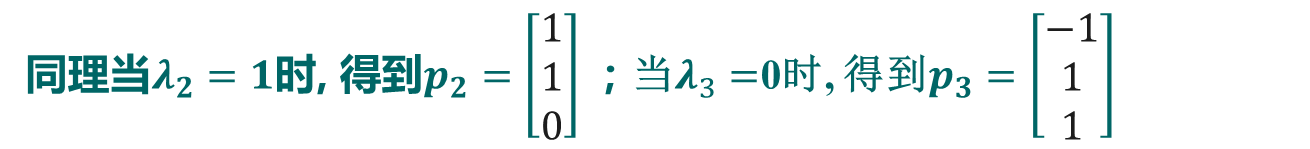 同理当λ₂ = 1时, 得到p₂ = [1 1 0] ；当λ₃ =0时, 得到p₃ = [−1 1 1]